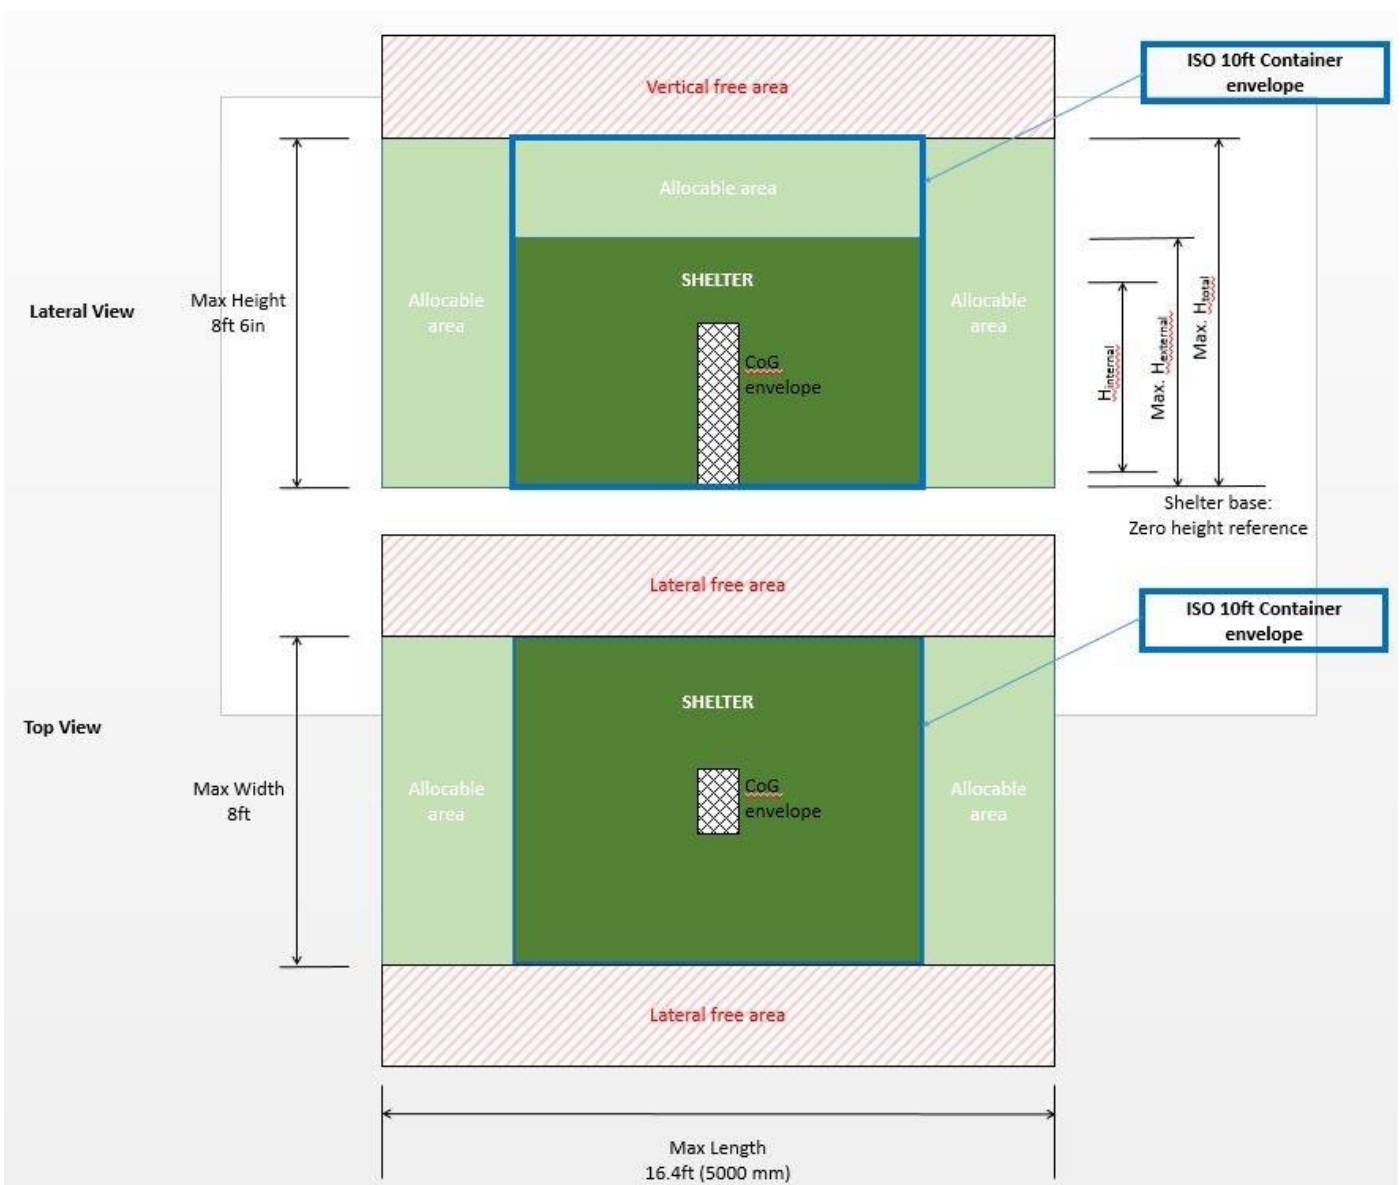 Vertical free area
ISO 10ft Container
envelope
Allocable area
SHELTER
Lateral View
Max Height
8ft 6in
Allocable
area
CoG
envelope
Allocable
area
Hinternal
Max. Hexternal
Max. Htotal
Shelter base:
Zero height reference
Lateral free area
ISO 10ft Container
envelope
SHELTER
Top View
Max Width
8ft
Allocable
area
CoG
envelope
Allocable
area
Lateral free area
Max Length
16.4ft (5000 mm)